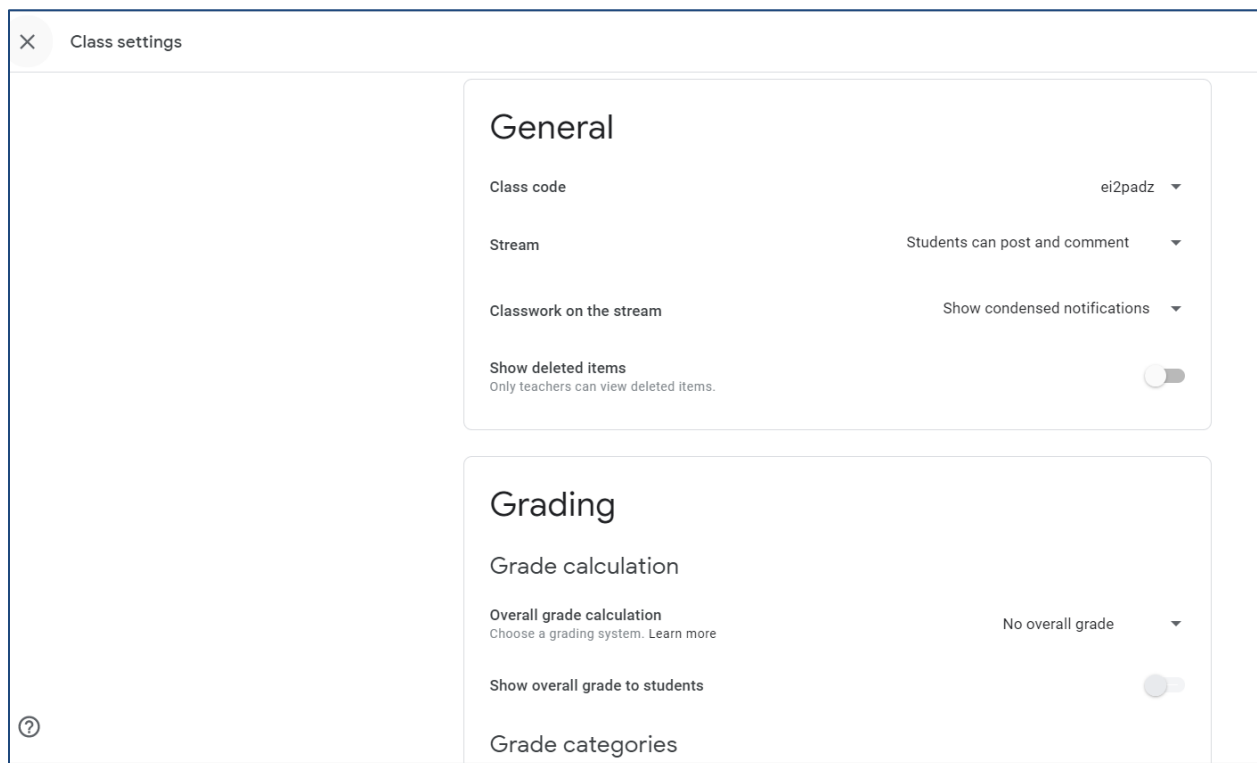 Class settings
General
Class code
ei2padz
Stream
Students can post and comment
Classwork on the stream
Show condensed notifications
Show deleted items
Only teachers can view deleted items.
Grading
Grade calculation
Overall grade calculation
Choose a grading system. Learn more
No overall grade
Show overall grade to students
Grade categories